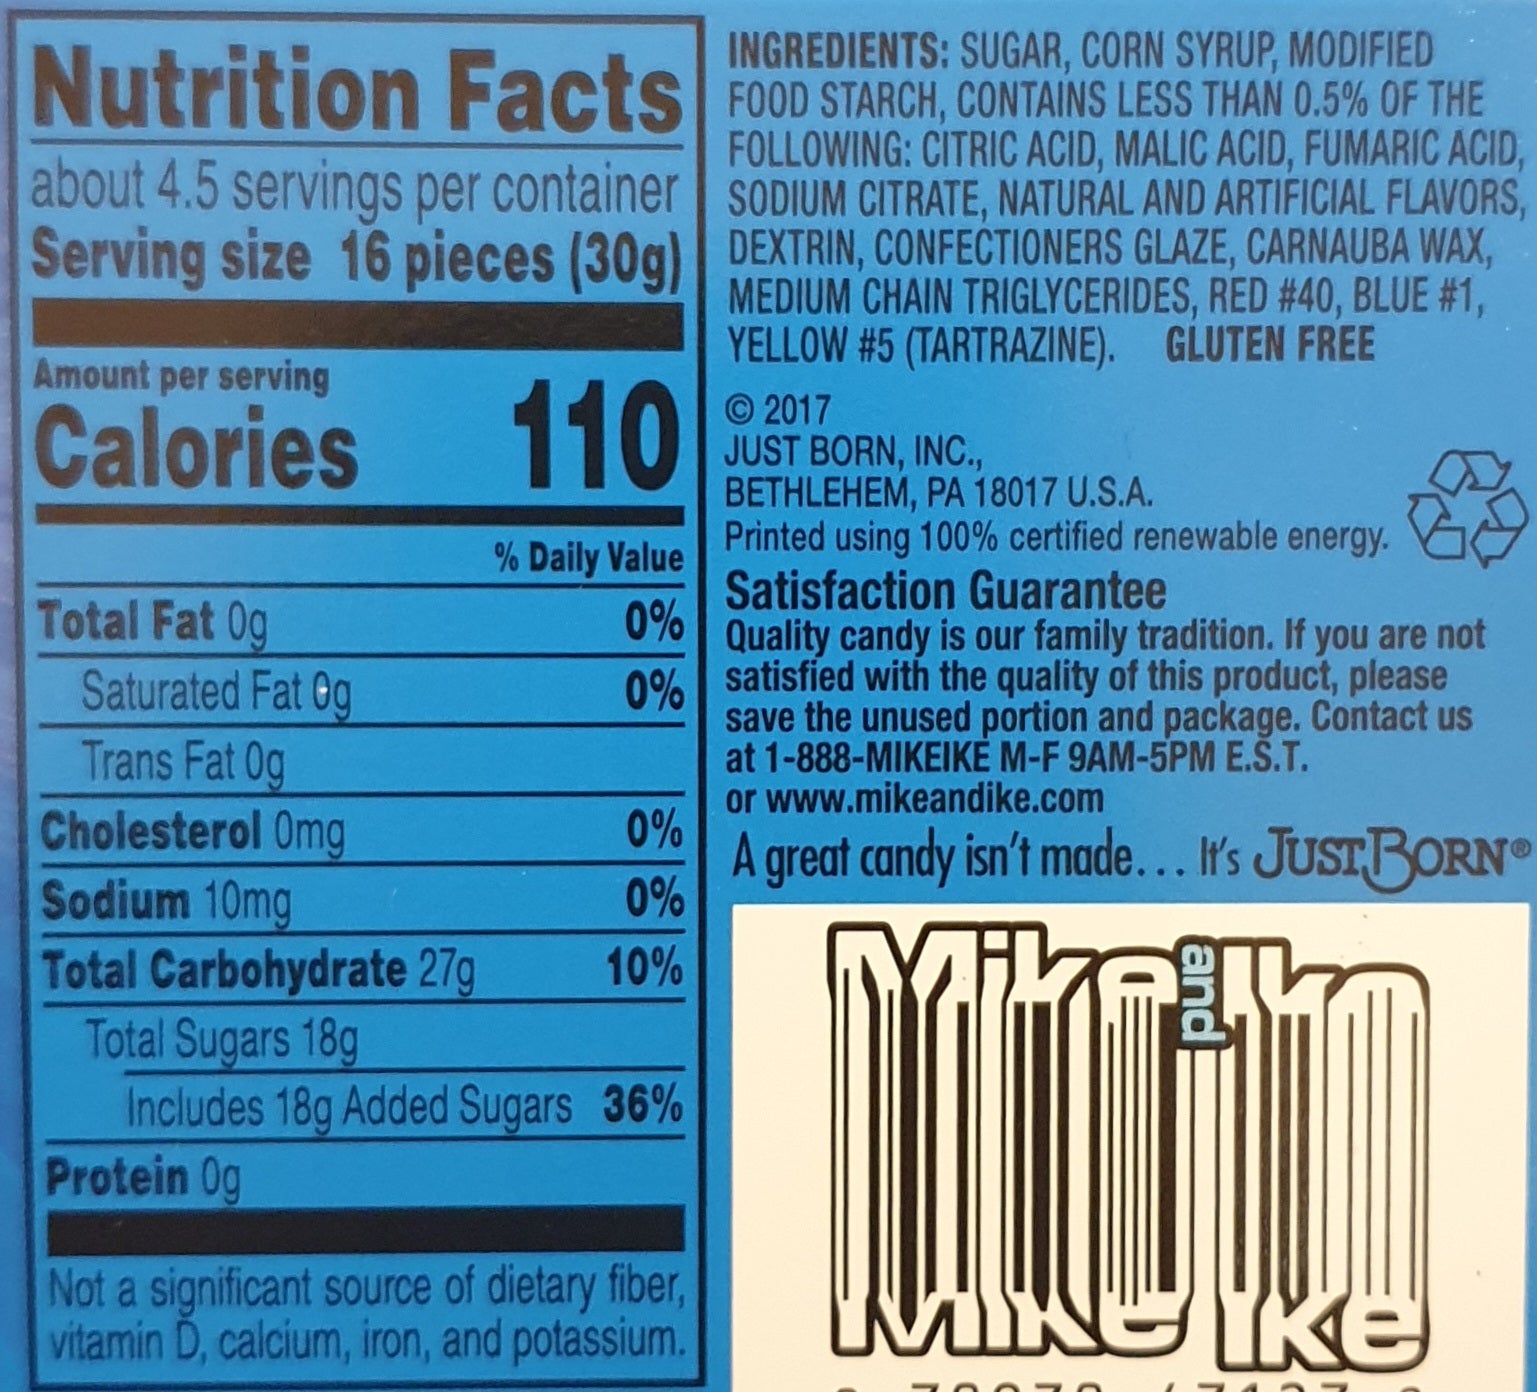 Nutrition Facts
about 4.5 servings per container
Serving size 16 pieces (30g)
Amount per serving
Calories 110
% Daily Value
Total Fat 0g 0%
Saturated Fat 0g 0%
Trans Fat 0g
Cholesterol 0mg 0%
Sodium 10mg 0%
Total Carbohydrate 27g 10%
Total Sugars 18g
Includes 18g Added Sugars 36%
Protein 0g
Not a significant source of dietary fiber,
vitamin D, calcium, iron, and potassium.
INGREDIENTS: SUGAR, CORN SYRUP, MODIFIED
FOOD STARCH, CONTAINS LESS THAN 0.5% OF THE
FOLLOWING: CITRIC ACID, MALIC ACID, FUMARIC ACID,
SODIUM CITRATE, NATURAL AND ARTIFICIAL FLAVORS,
DEXTRIN, CONFECTIONERS GLAZE, CARNAUBA WAX,
MEDIUM CHAIN TRIGLYCERIDES, RED #40, BLUE #1,
YELLOW #5 (TARTRAZINE). GLUTEN FREE
© 2017
JUST BORN, INC.,
BETHLEHEM, PA 18017 U.S.A.
Printed using 100% certified renewable energy.
Satisfaction Guarantee
Quality candy is our family tradition. If you are not
satisfied with the quality of this product, please
save the unused portion and package. Contact us
at 1-888-MIKEIKE M-F 9AM-5PM E.S.T.
or www.mikeandike.com
A great candy isn't made... It's JUST BORN®
Mike and Ike